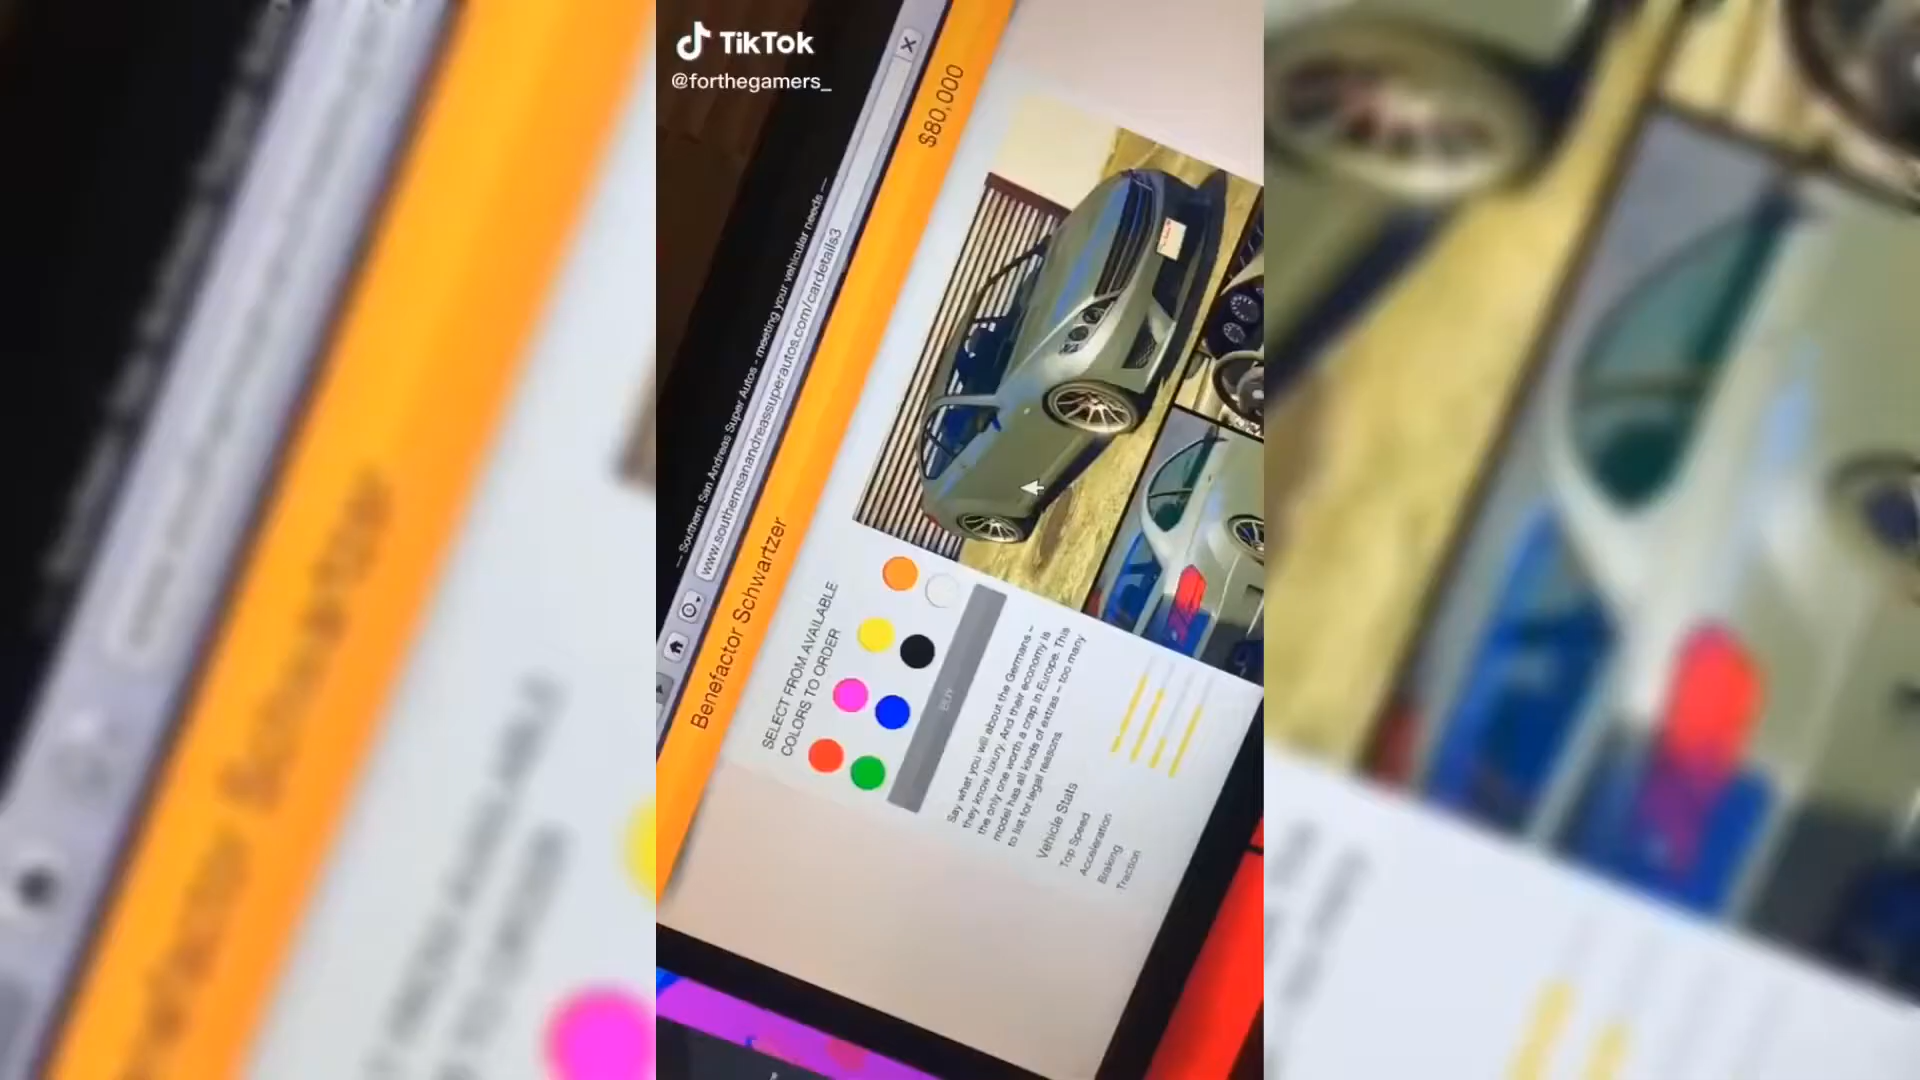 TikTok
@forthegamers_
— Southern San Andreas Super Autos - meeting your vehicular needs —
www.southernsanandreassuperautos.com/cardetails3
Benefactor Schwartzer
$80,000
SELECT FROM AVAILABLE
COLORS TO ORDER
BUY
Say what you will about the Germans –
they know luxury. And their economy is
the only one worth a crap in Europe. This
model has all kinds of extras – too many
to list for legal reasons.
Vehicle Stats
Top Speed
Acceleration
Braking
Traction